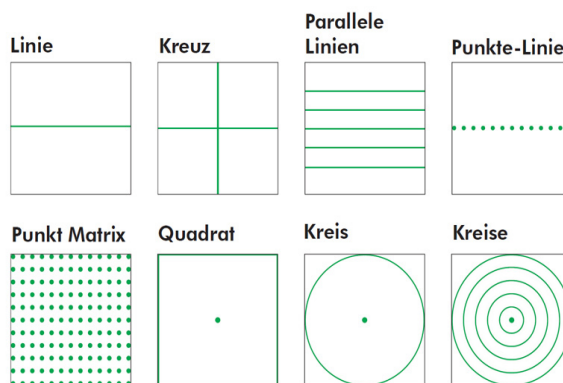 Linie
Kreuz
Parallele
Linien
Punkte-Linie
Punkt Matrix
Quadrat
Kreis
Kreise